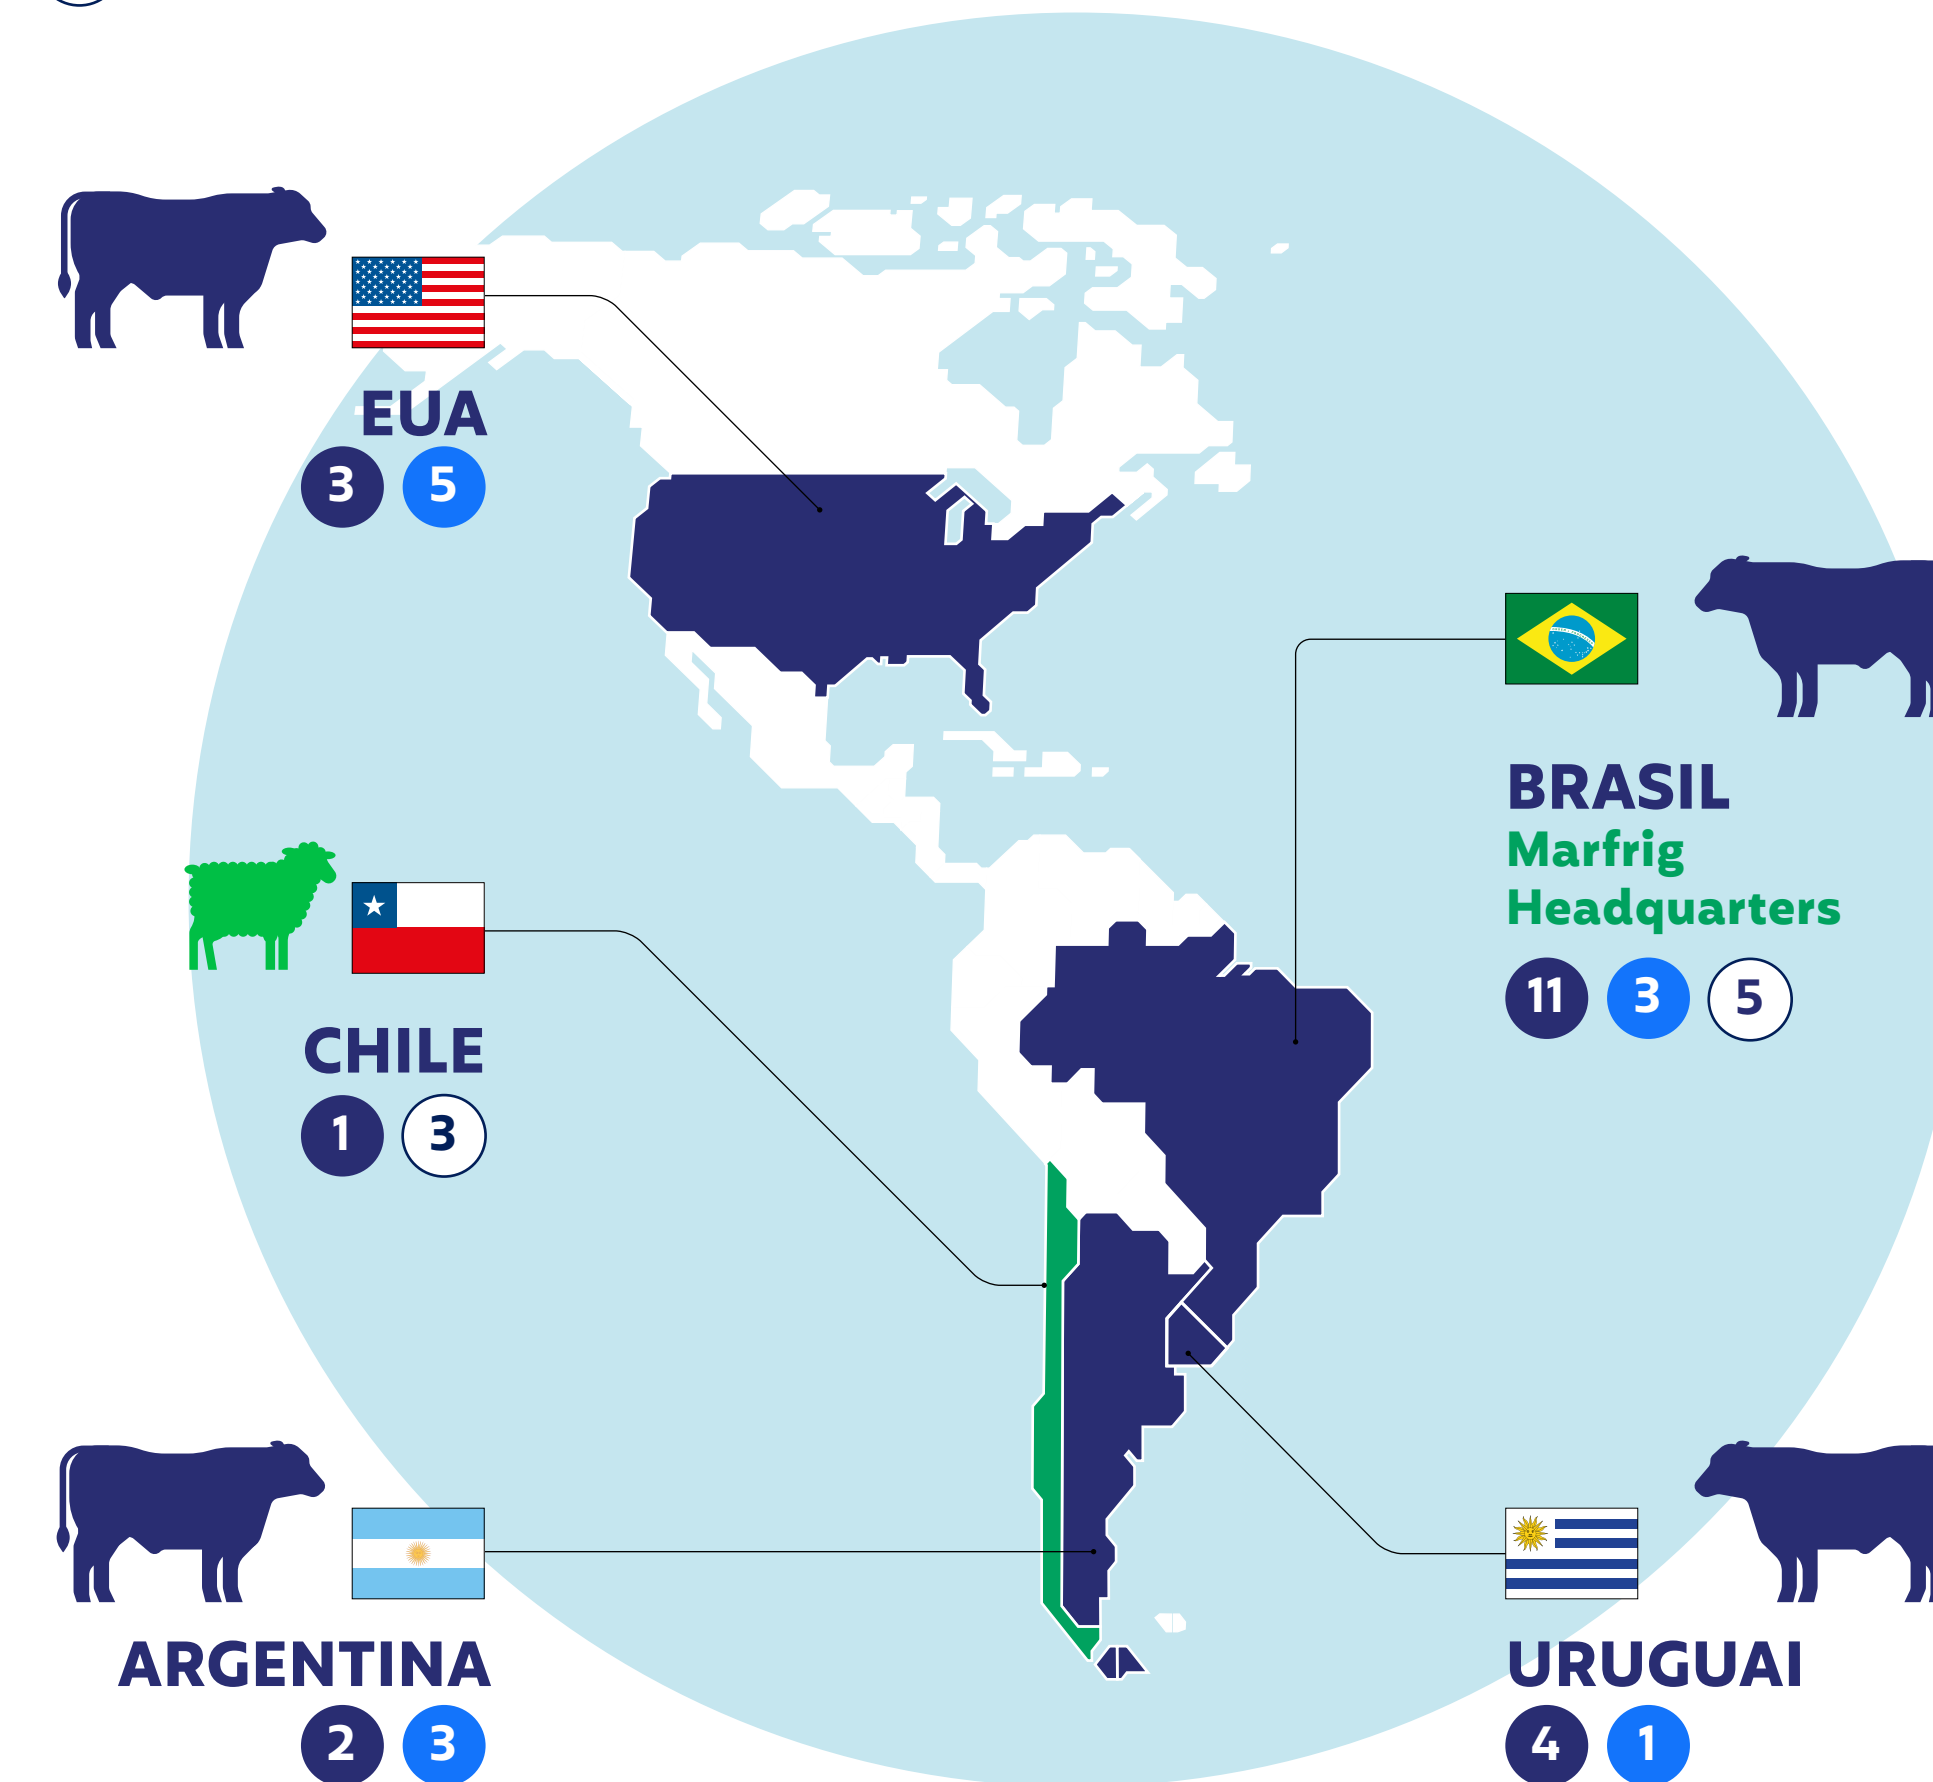 EUA
3 5
BRASIL
Marfrig
Headquarters
11 3 5
CHILE
1 3
ARGENTINA
2 3
URUGUAI
4 1